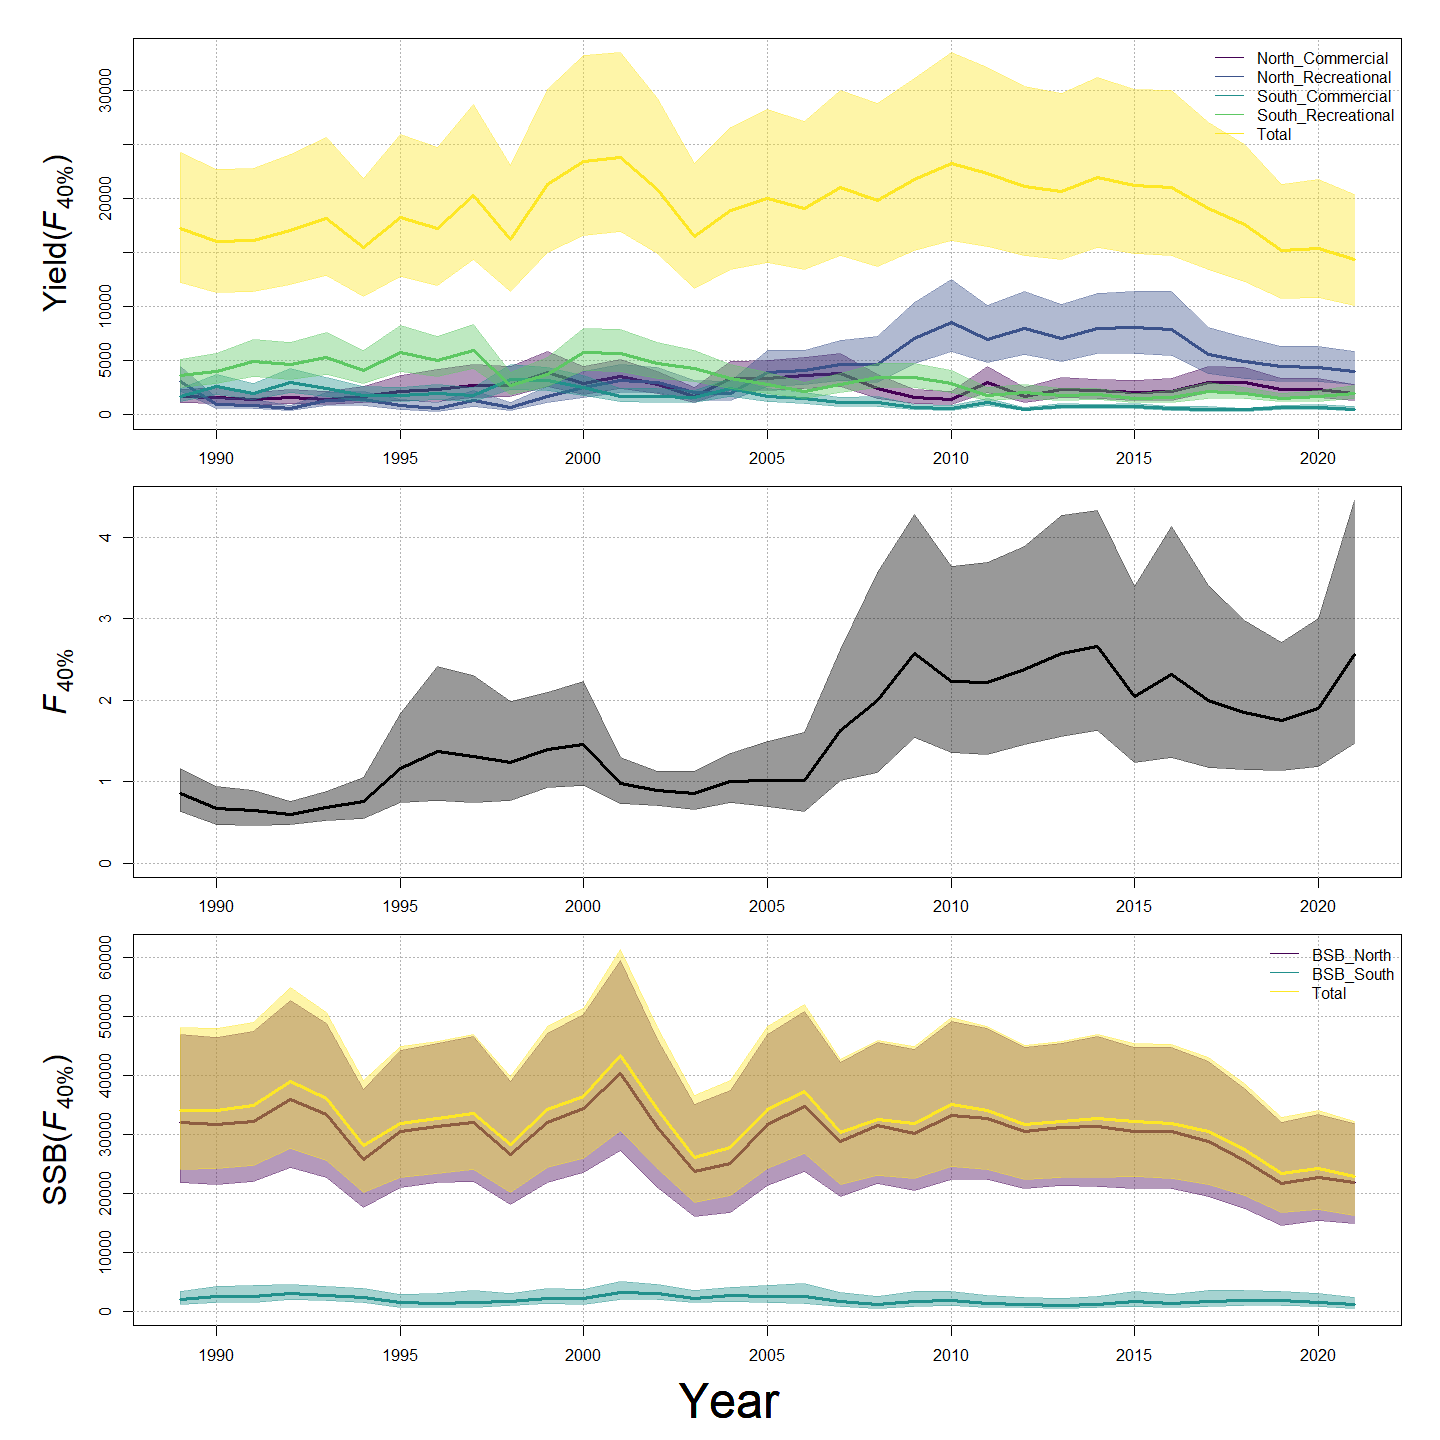 Yield(F40%)
30000
20000
10000
5000
0
North_Commercial
North_Recreational
South_Commercial
South_Recreational
Total
1990 1995 2000 2005 2010 2015 2020
F40%
4
3
2
1
0
1990 1995 2000 2005 2010 2015 2020
SSB(F40%)
60000
50000
40000
30000
20000
10000
0
BSB_North
BSB_South
Total
1990 1995 2000 2005 2010 2015 2020
Year